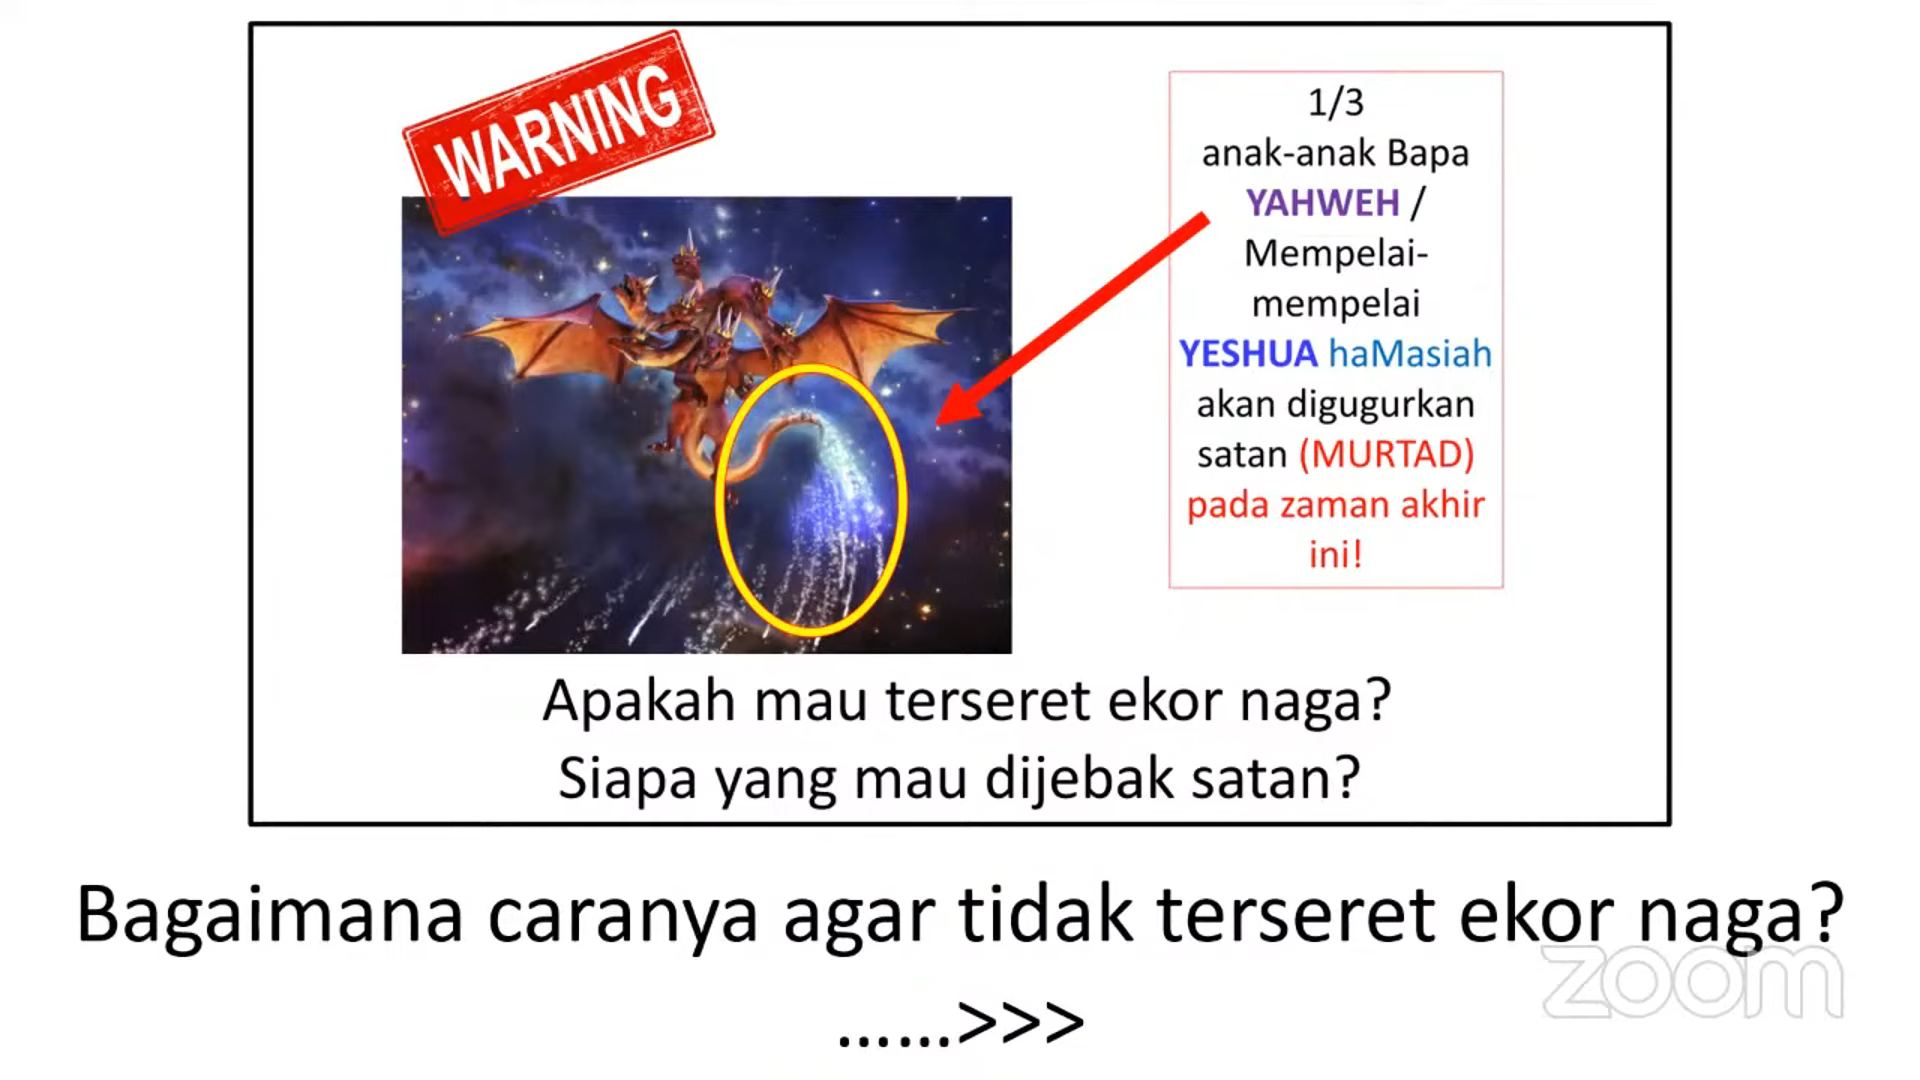 WARNING
1/3
anak-anak Bapa
YAHWEH /
Mempelai-
mempelai
YESHUA haMasiah
akan digugurkan
satan (MURTAD)
pada zaman akhir
ini!
Apakah mau terseret ekor naga?
Siapa yang mau dijebak satan?
Bagaimana caranya agar tidak terseret ekor naga?
......>>>
zoom